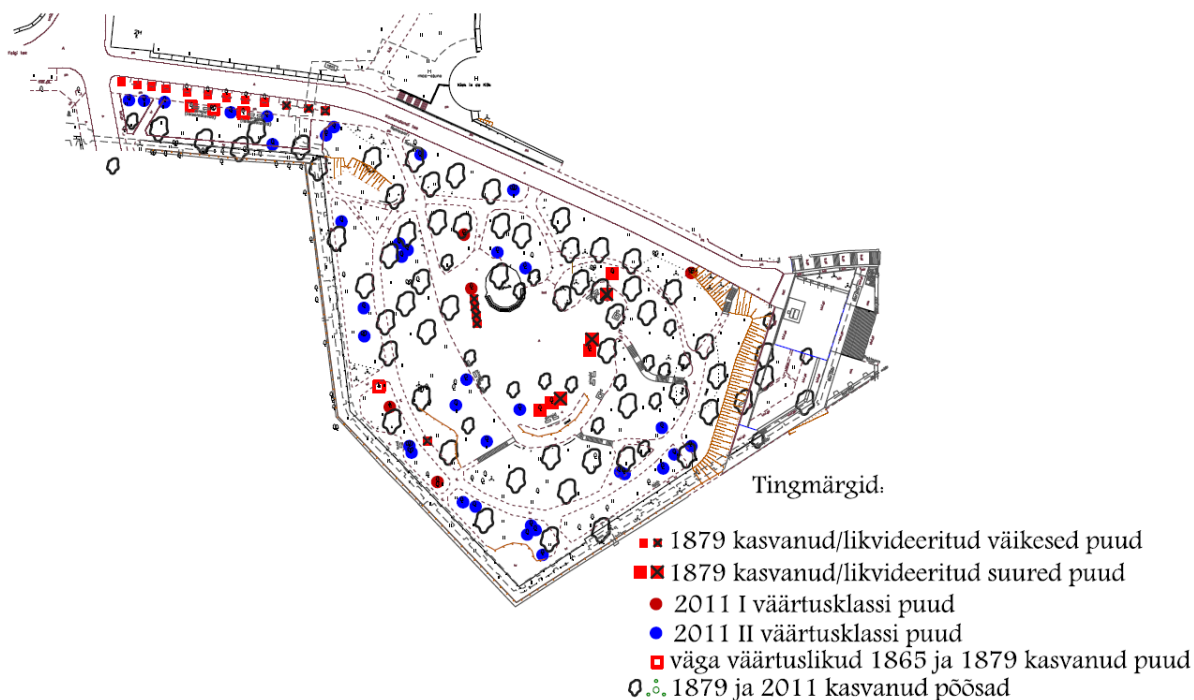 Tingmärgid:
1879 kasvanud/likvideeritud väikesed puud
1879 kasvanud/likvideeritud suured puud
2011 I väärtusklassi puud
2011 II väärtusklassi puud
väga väärtuslikud 1865 ja 1879 kasvanud puud
1879 ja 2011 kasvanud põõsad